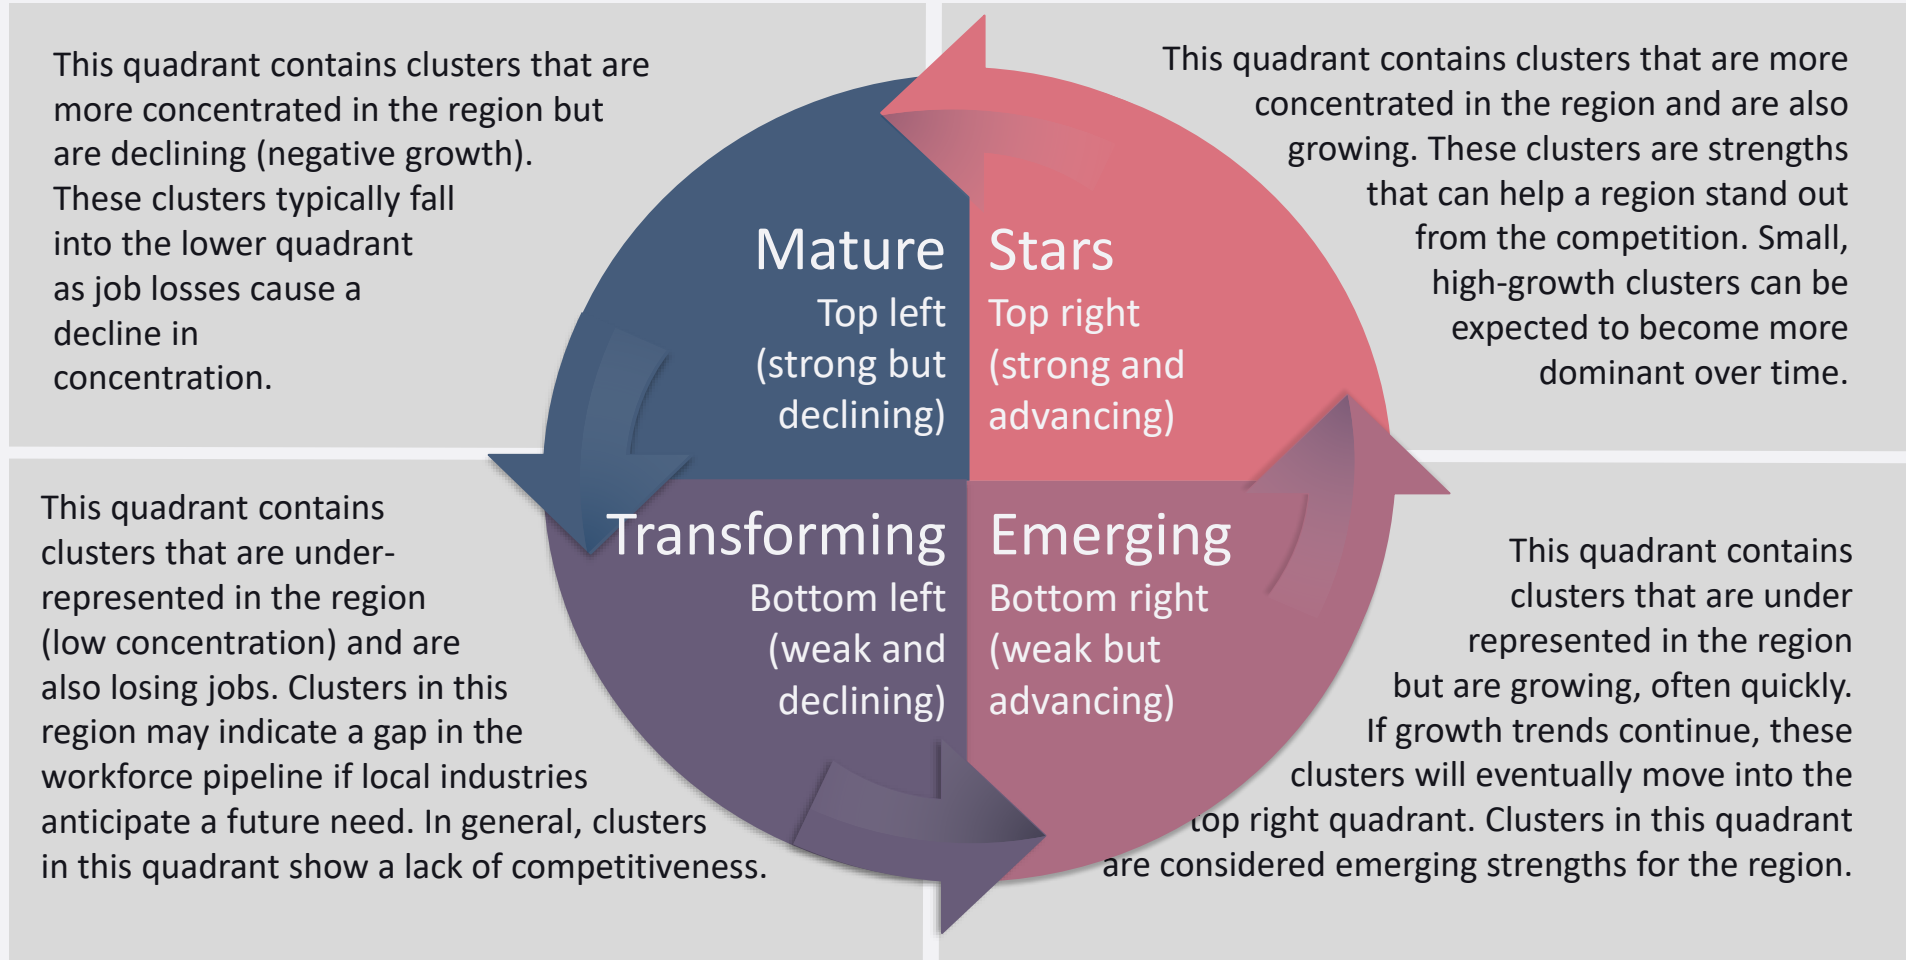 This quadrant contains clusters that are
more concentrated in the region but
are declining (negative growth).
These clusters typically fall
into the lower quadrant
as job losses cause a
decline in
concentration.
This quadrant contains clusters that are more
concentrated in the region and are also
growing. These clusters are strengths
that can help a region stand out
from the competition. Small,
high-growth clusters can be
expected to become more
dominant over time.
Mature
Top left
(strong but
declining)
Stars
Top right
(strong and
advancing)
Transforming
Bottom left
(weak and
declining)
Emerging
Bottom right
(weak but
advancing)
This quadrant contains
clusters that are under-
represented in the region
(low concentration) and are
also losing jobs. Clusters in this
region may indicate a gap in the
workforce pipeline if local industries
anticipate a future need. In general, clusters
in this quadrant show a lack of competitiveness.
This quadrant contains
clusters that are under
represented in the region
but are growing, often quickly.
If growth trends continue, these
clusters will eventually move into the
top right quadrant. Clusters in this quadrant
are considered emerging strengths for the region.